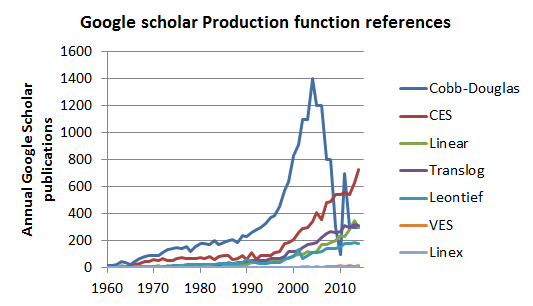 Google scholar Production function references
Annual Google Scholar
publications
1600
1400
1200
1000
800
600
400
200
0
1960
1970
1980
1990
2000
2010
Cobb-Douglas
CES
Linear
Translog
Leontief
VES
Linex